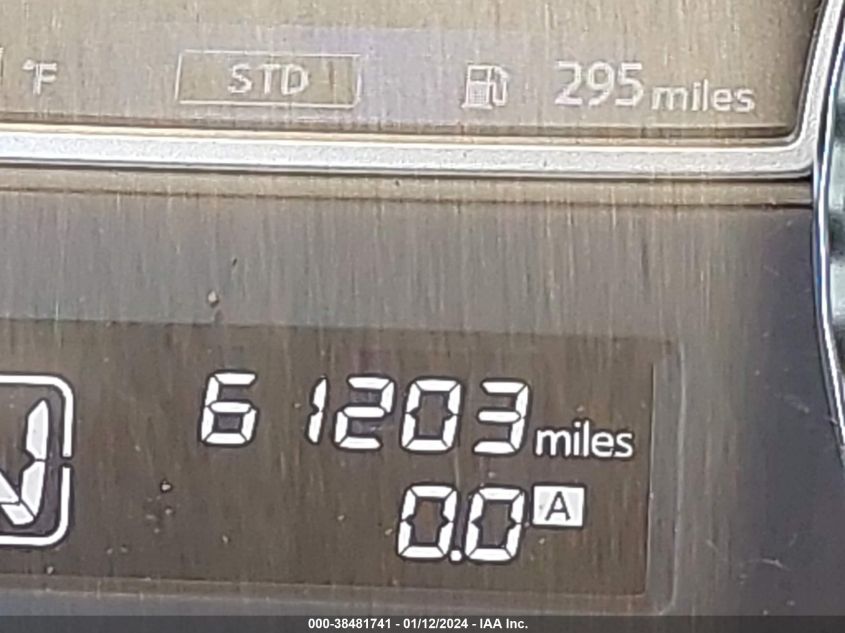 °F STD 295 miles
61203 miles
N
0.0 A
000-38481741 - 01/12/2024 - IAA Inc.